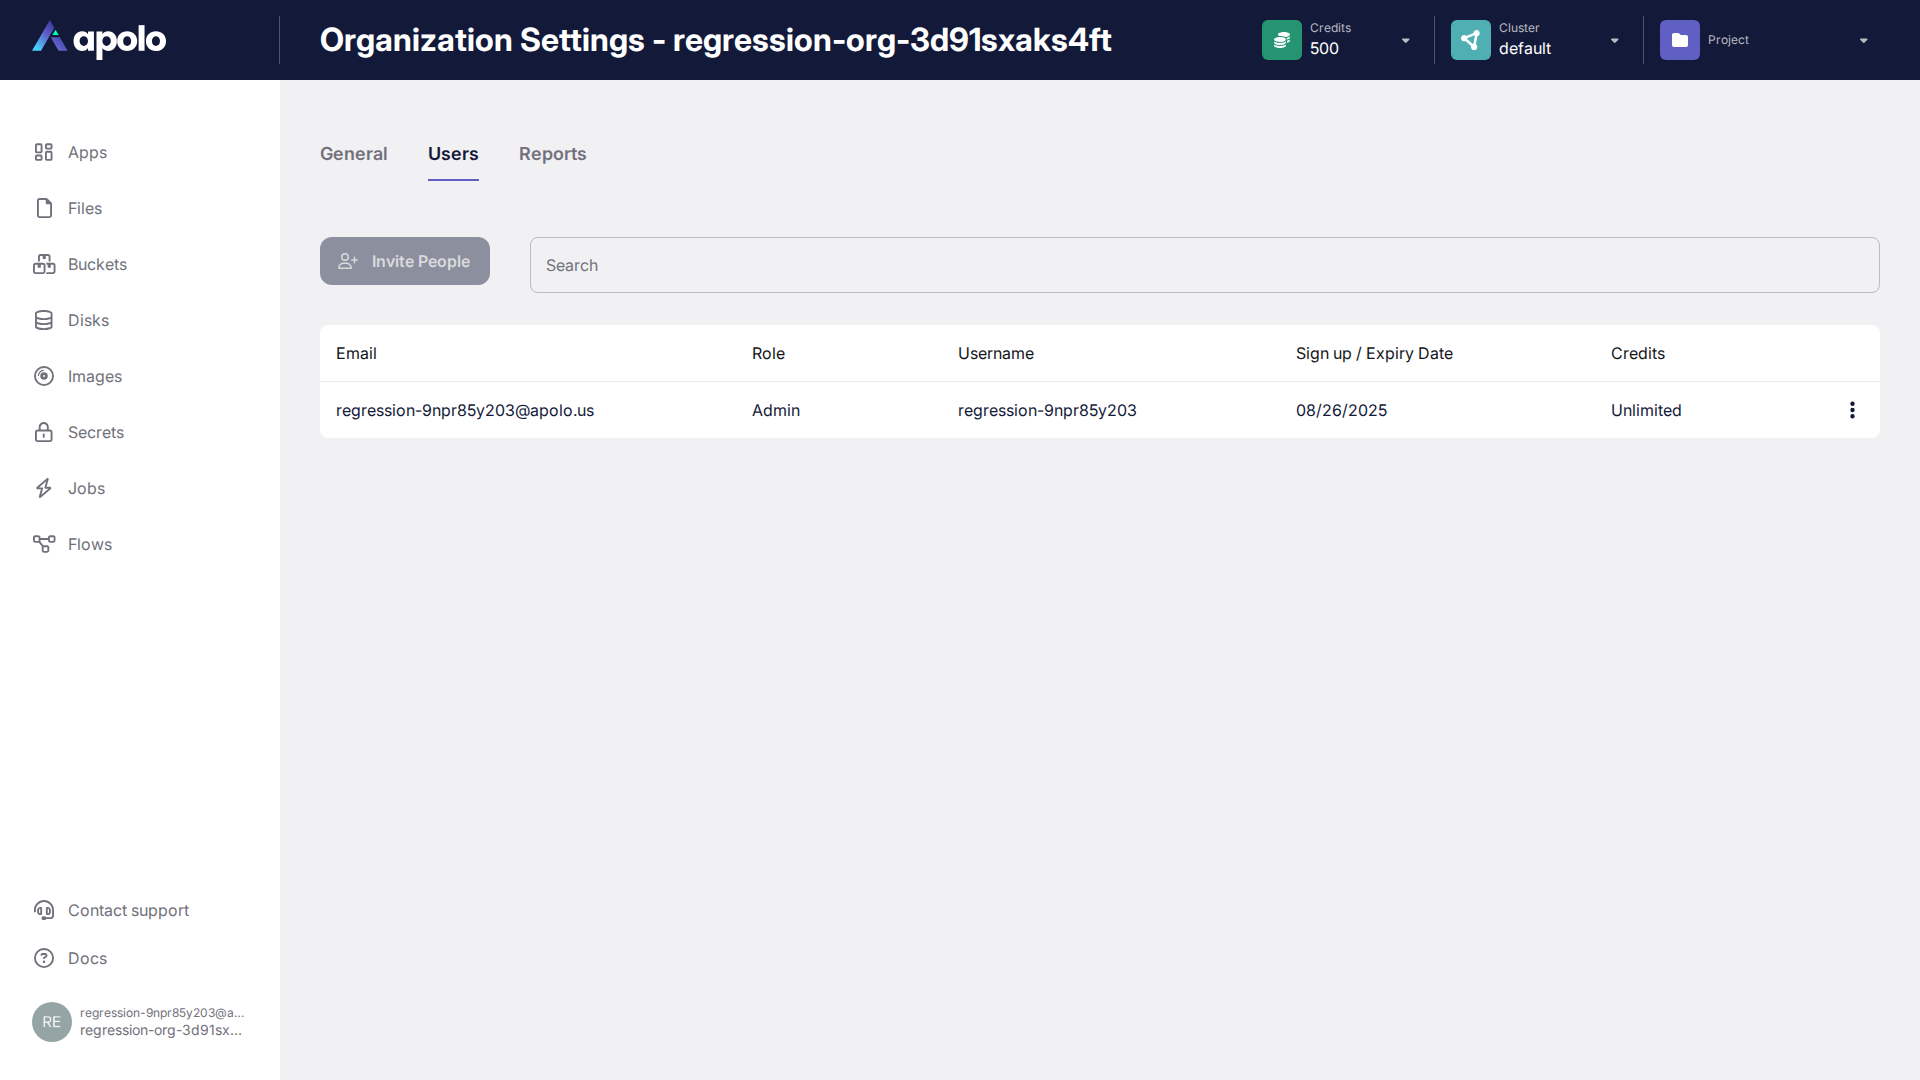 apolo
Organization Settings - regression-org-3d91sxaks4ft
Credits
500
Cluster
default
Project
Apps
Files
Buckets
Disks
Images
Secrets
Jobs
Flows
General Users Reports
Invite People
Search
Email Role Username Sign up / Expiry Date Credits
regression-9npr85y203@apolo.us Admin regression-9npr85y203 08/26/2025 Unlimited
Contact support
Docs
RE
regression-9npr85y203@a...
regression-org-3d91sx...